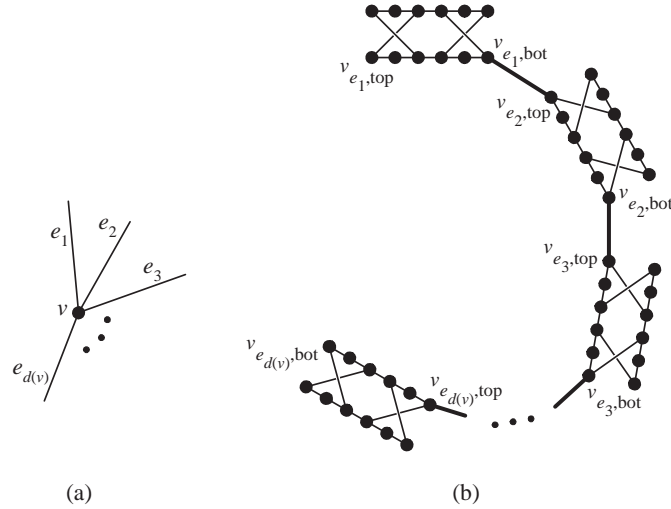 v_{e_1},top
v_{e_1},bot
v_{e_2},top
v_{e_2},bot
e_1
e_2
e_3
v
e_{d(v)}
v_{e_3},top
v_{e_3},bot
v_{e_{d(v)}},bot
v_{e_{d(v)}},top
(a)
(b)